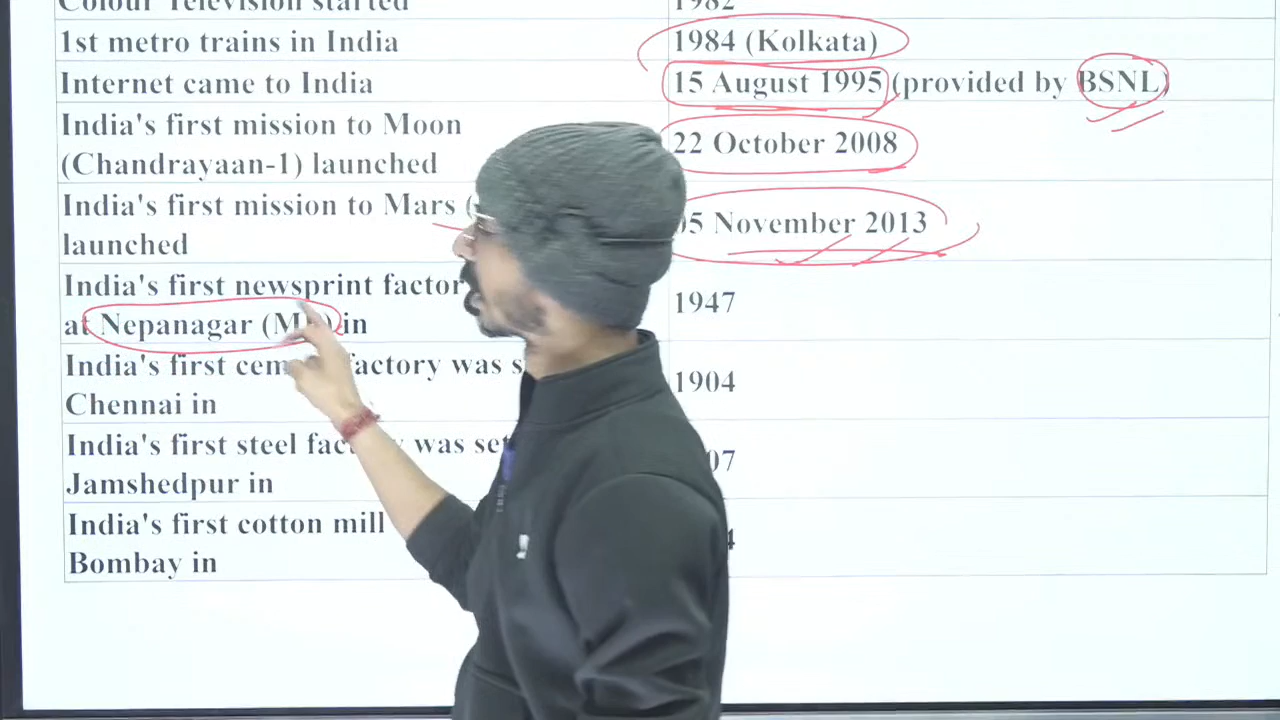 Colour Television started 1982
1st metro trains in India 1984 (Kolkata)
Internet came to India 15 August 1995 (provided by BSNL)
India's first mission to Moon
(Chandrayaan-1) launched 22 October 2008
India's first mission to Mars (
launched 05 November 2013
India's first newsprint factor
at Nepanagar (MP) in 1947
India's first cem factory was s
Chennai in 1904
India's first steel factory was set
Jamshedpur in 07
India's first cotton mill
Bombay in 4